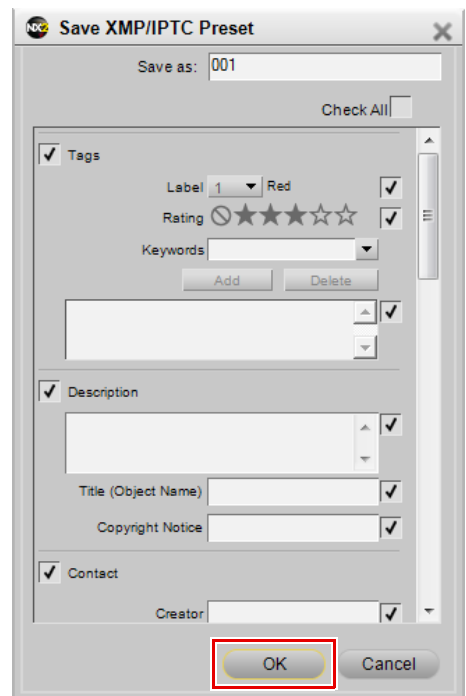 NX2 Save XMP/IPTC Preset
Save as: 001
Check All
Tags
Label 1 Red
Rating
Keywords
Add Delete
Description
Title (Object Name)
Copyright Notice
Contact
Creator
OK Cancel